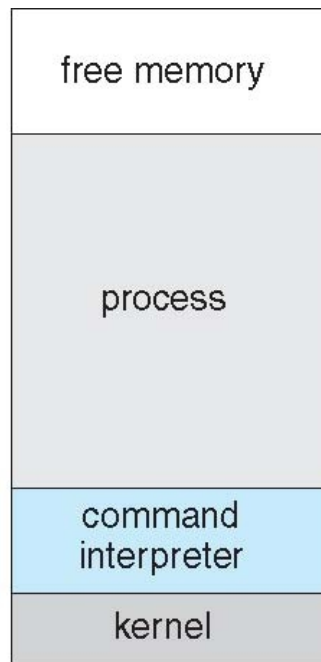 free memory
process
command
interpreter
kernel